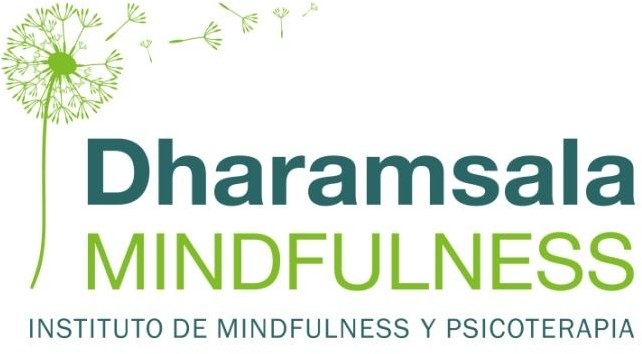 Dharamsala
MINDFULNESS
INSTITUTO DE MINDFULNESS Y PSICOTERAPIA